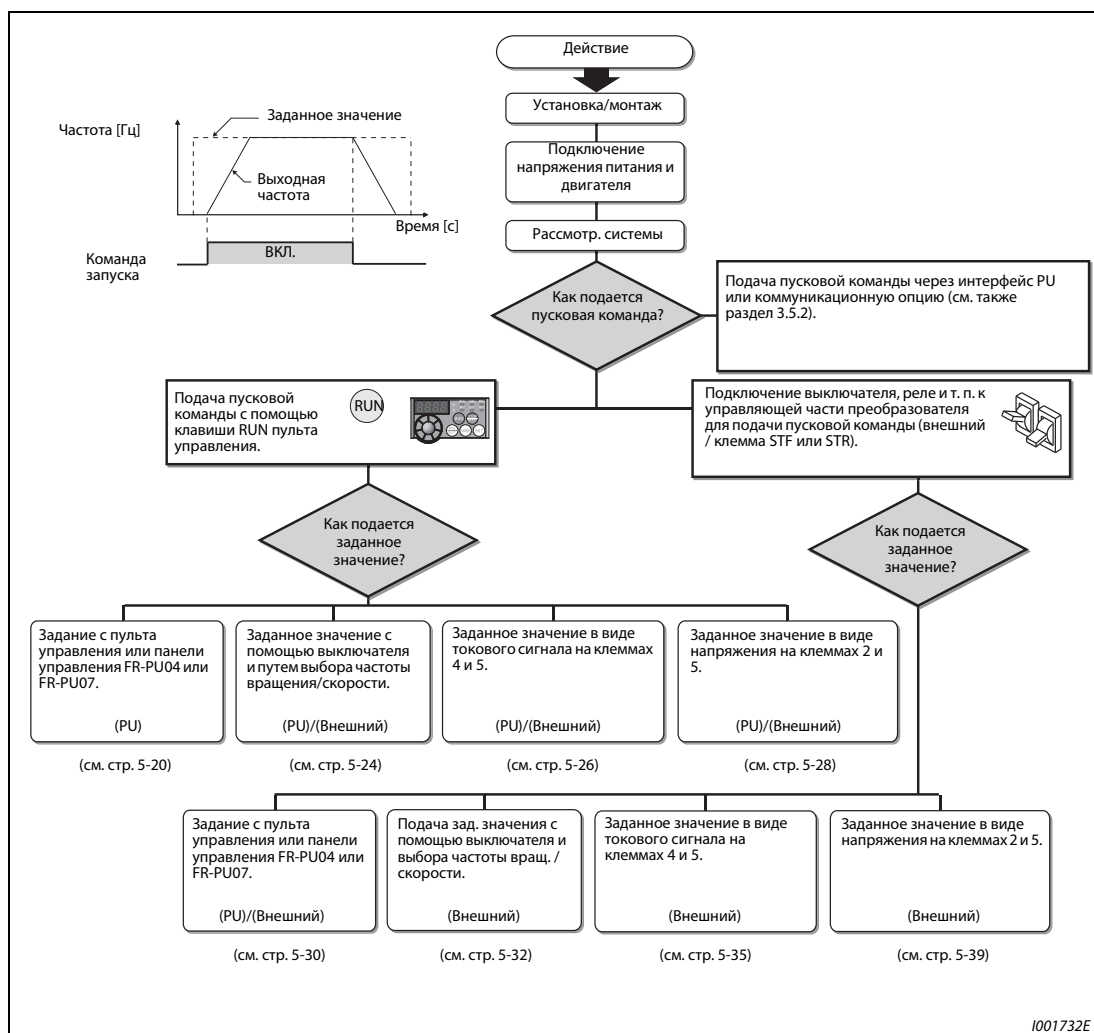 Действие
Установка/монтаж
Подключение
напряжения питания и
двигателя
Рассмотр. системы
Частота [Гц]
Заданное значение
Выходная
частота
Время [с]
Команда
запуска
ВКЛ.
Как подается
пусковая команда?
Подача пусковой команды через интерфейс PU
или коммуникационную опцию (см. также
раздел 3.5.2).
Подача пусковой
команды с помощью
клавиши RUN пульта
управления.
RUN
Подключение выключателя, реле и т. п. к
управляющей части преобразователя
для подачи пусковой команды (внешний
/ клемма STF или STR).
Как подается
заданное
значение?
Как подается
заданное
значение?
Задание с пульта
управления или панели
управления FR-PU04 или
FR-PU07.
(PU)
(см. стр. 5-20)
Заданное значение с
помощью выключателя
и путем выбора частоты
вращения/скорости.
(PU)/(Внешний)
(см. стр. 5-24)
Заданное значение в виде
токового сигнала на клеммах
4 и 5.
(PU)/(Внешний)
(см. стр. 5-26)
Заданное значение в виде
напряжения на клеммах 2 и
5.
(PU)/(Внешний)
(см. стр. 5-28)
Задание с пульта
управления или панели
управления FR-PU04 или
FR-PU07.
(PU)/(Внешний)
(см. стр. 5-30)
Подача зад. значения с
помощью выключателя и
выбора частоты вращ. /
скорости.
(Внешний)
(см. стр. 5-32)
Заданное значение в виде
токового сигнала на
клеммах 4 и 5.
(Внешний)
(см. стр. 5-35)
Заданное значение в виде
напряжения на клеммах 2 и 5.
(Внешний)
(см. стр. 5-39)
I001732E